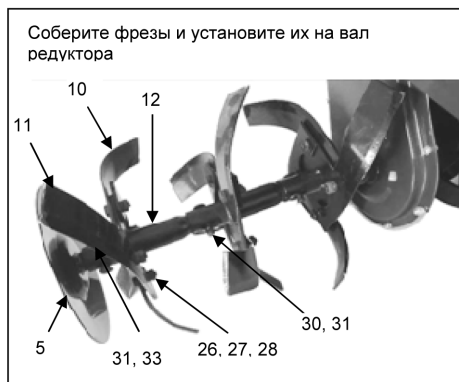 Соберите фрезы и установите их на вал
редуктора
10
12
11
30, 31
5
31, 33
26, 27, 28